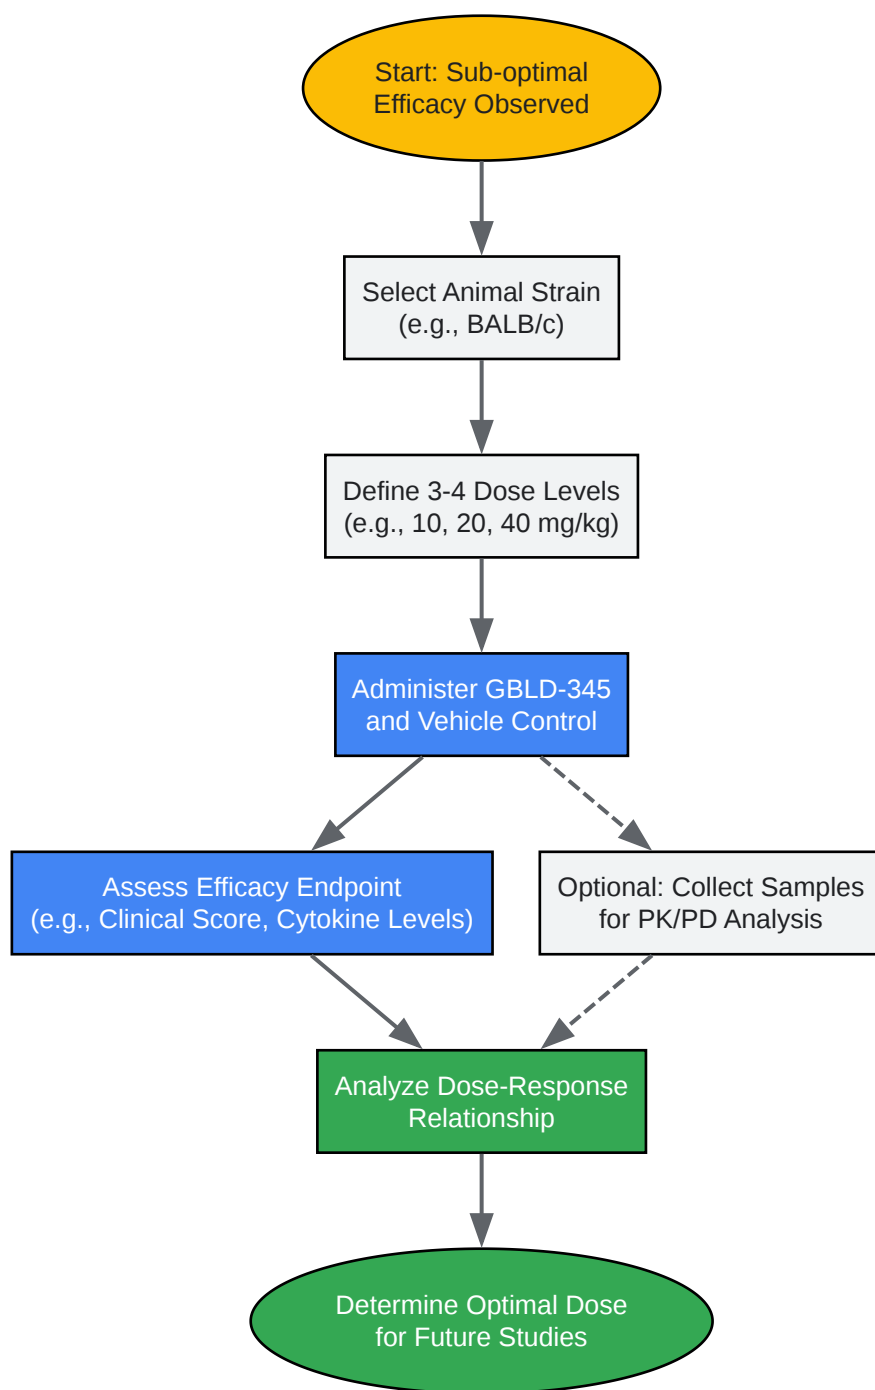 Start: Sub-optimal
Efficacy Observed
Select Animal Strain
(e.g., BALB/c)
Define 3-4 Dose Levels
(e.g., 10, 20, 40 mg/kg)
Administer GBLD-345
and Vehicle Control
Assess Efficacy Endpoint
(e.g., Clinical Score, Cytokine Levels)
Optional: Collect Samples
for PK/PD Analysis
Analyze Dose-Response
Relationship
Determine Optimal Dose
for Future Studies